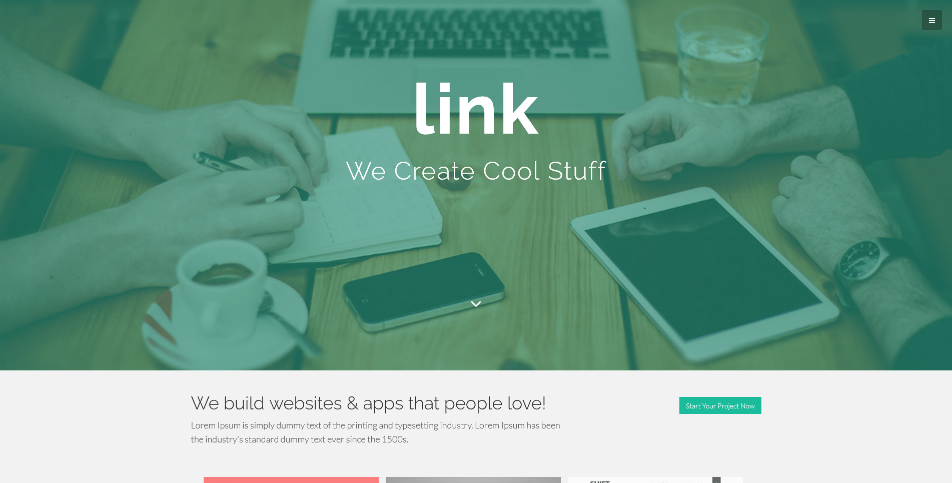 link
We Create Cool Stuff
We build websites & apps that people love!
Start Your Project Now
Lorem Ipsum is simply dummy text of the printing and typesetting industry. Lorem Ipsum has been
the industry's standard dummy text ever since the 1500s.